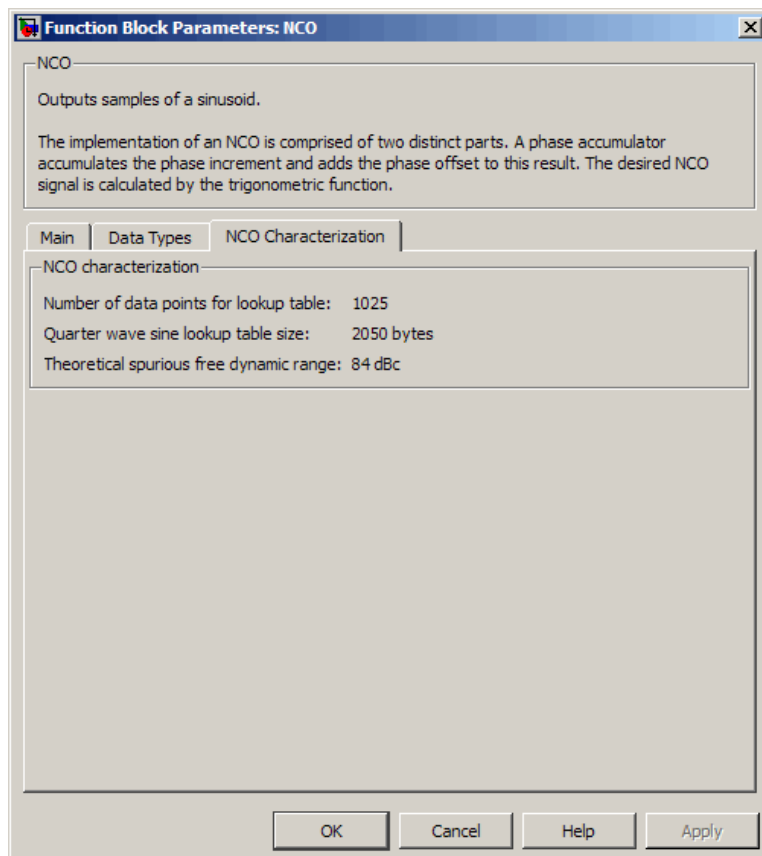 Function Block Parameters: NCO
NCO
Outputs samples of a sinusoid.
The implementation of an NCO is comprised of two distinct parts. A phase accumulator
accumulates the phase increment and adds the phase offset to this result. The desired NCO
signal is calculated by the trigonometric function.
Main Data Types NCO Characterization
NCO characterization
Number of data points for lookup table: 1025
Quarter wave sine lookup table size: 2050 bytes
Theoretical spurious free dynamic range: 84 dBc
OK Cancel Help Apply